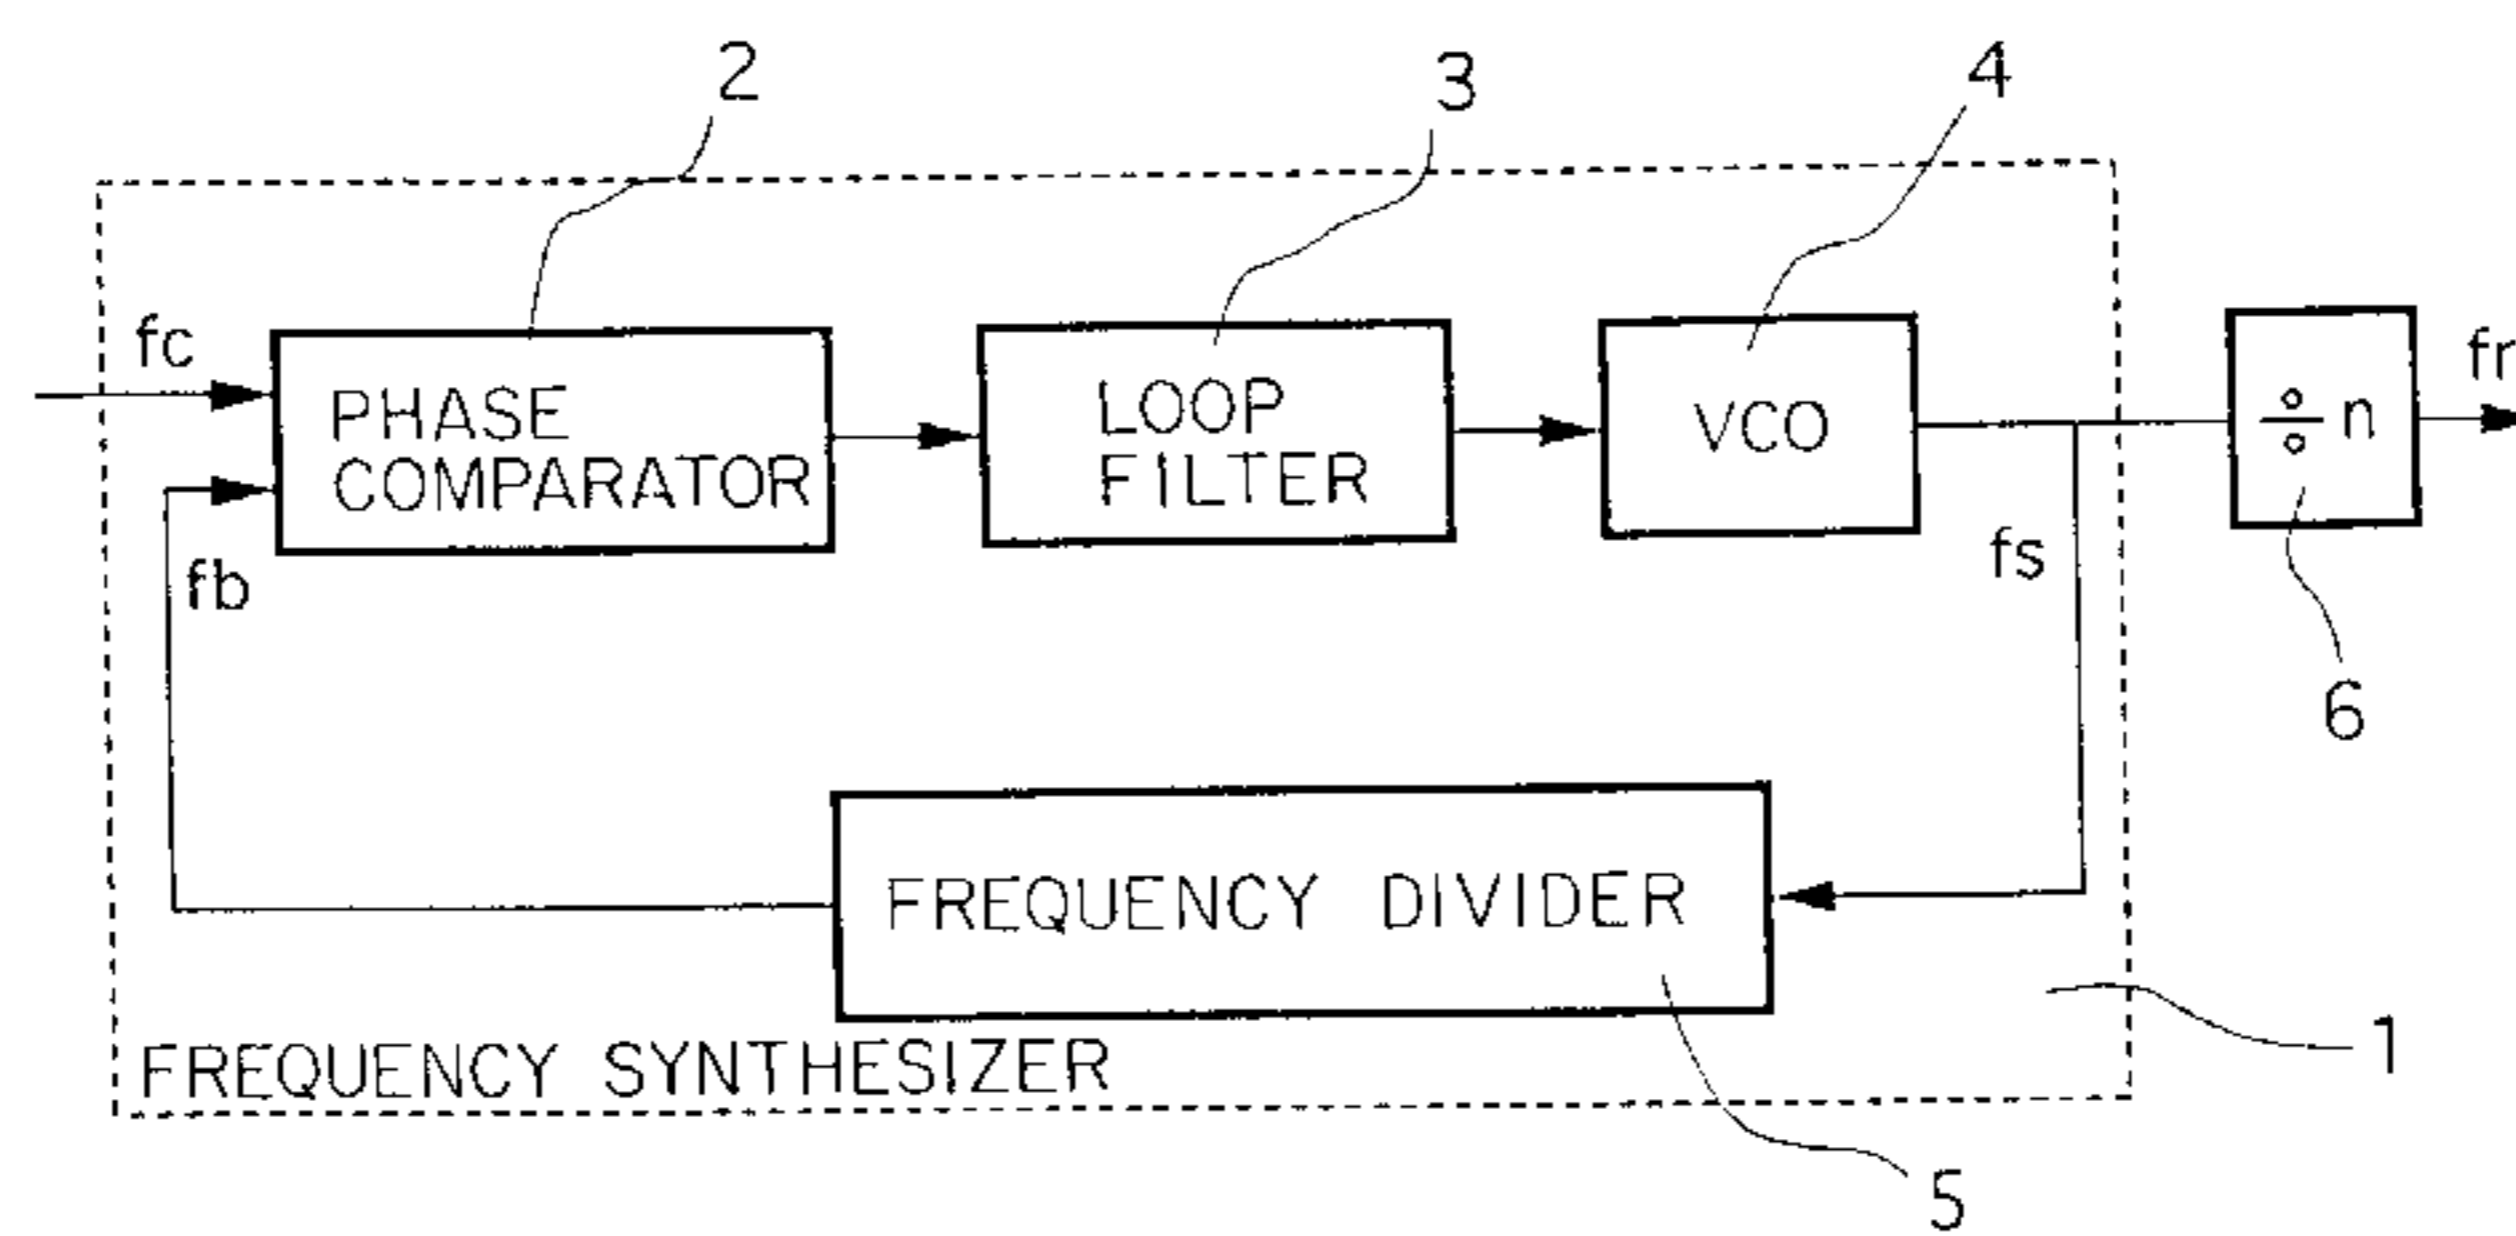 2
3
4
fc
PHASE
COMPARATOR
LOOP
FILTER
VCO
÷ n
fr
fb
fs
6
FREQUENCY DIVIDER
FREQUENCY SYNTHESIZER
1
5